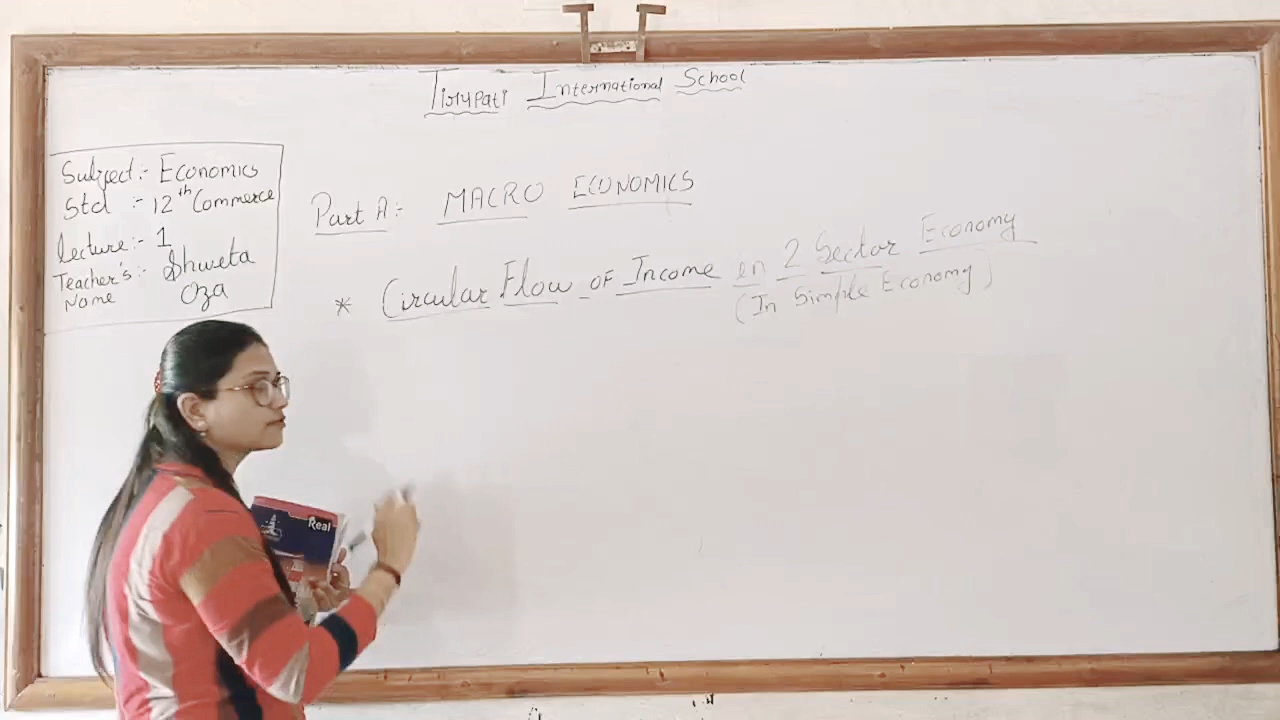 Tirupati International School
Subject:- Economics
Std :- 12th Commerce
Lecture:- 1
Teacher's Name :- Shweta Oza
Part A:- MACRO ECONOMICS
* Circular Flow of Income in 2 Sector Economy
(In Simple Economy)
Real